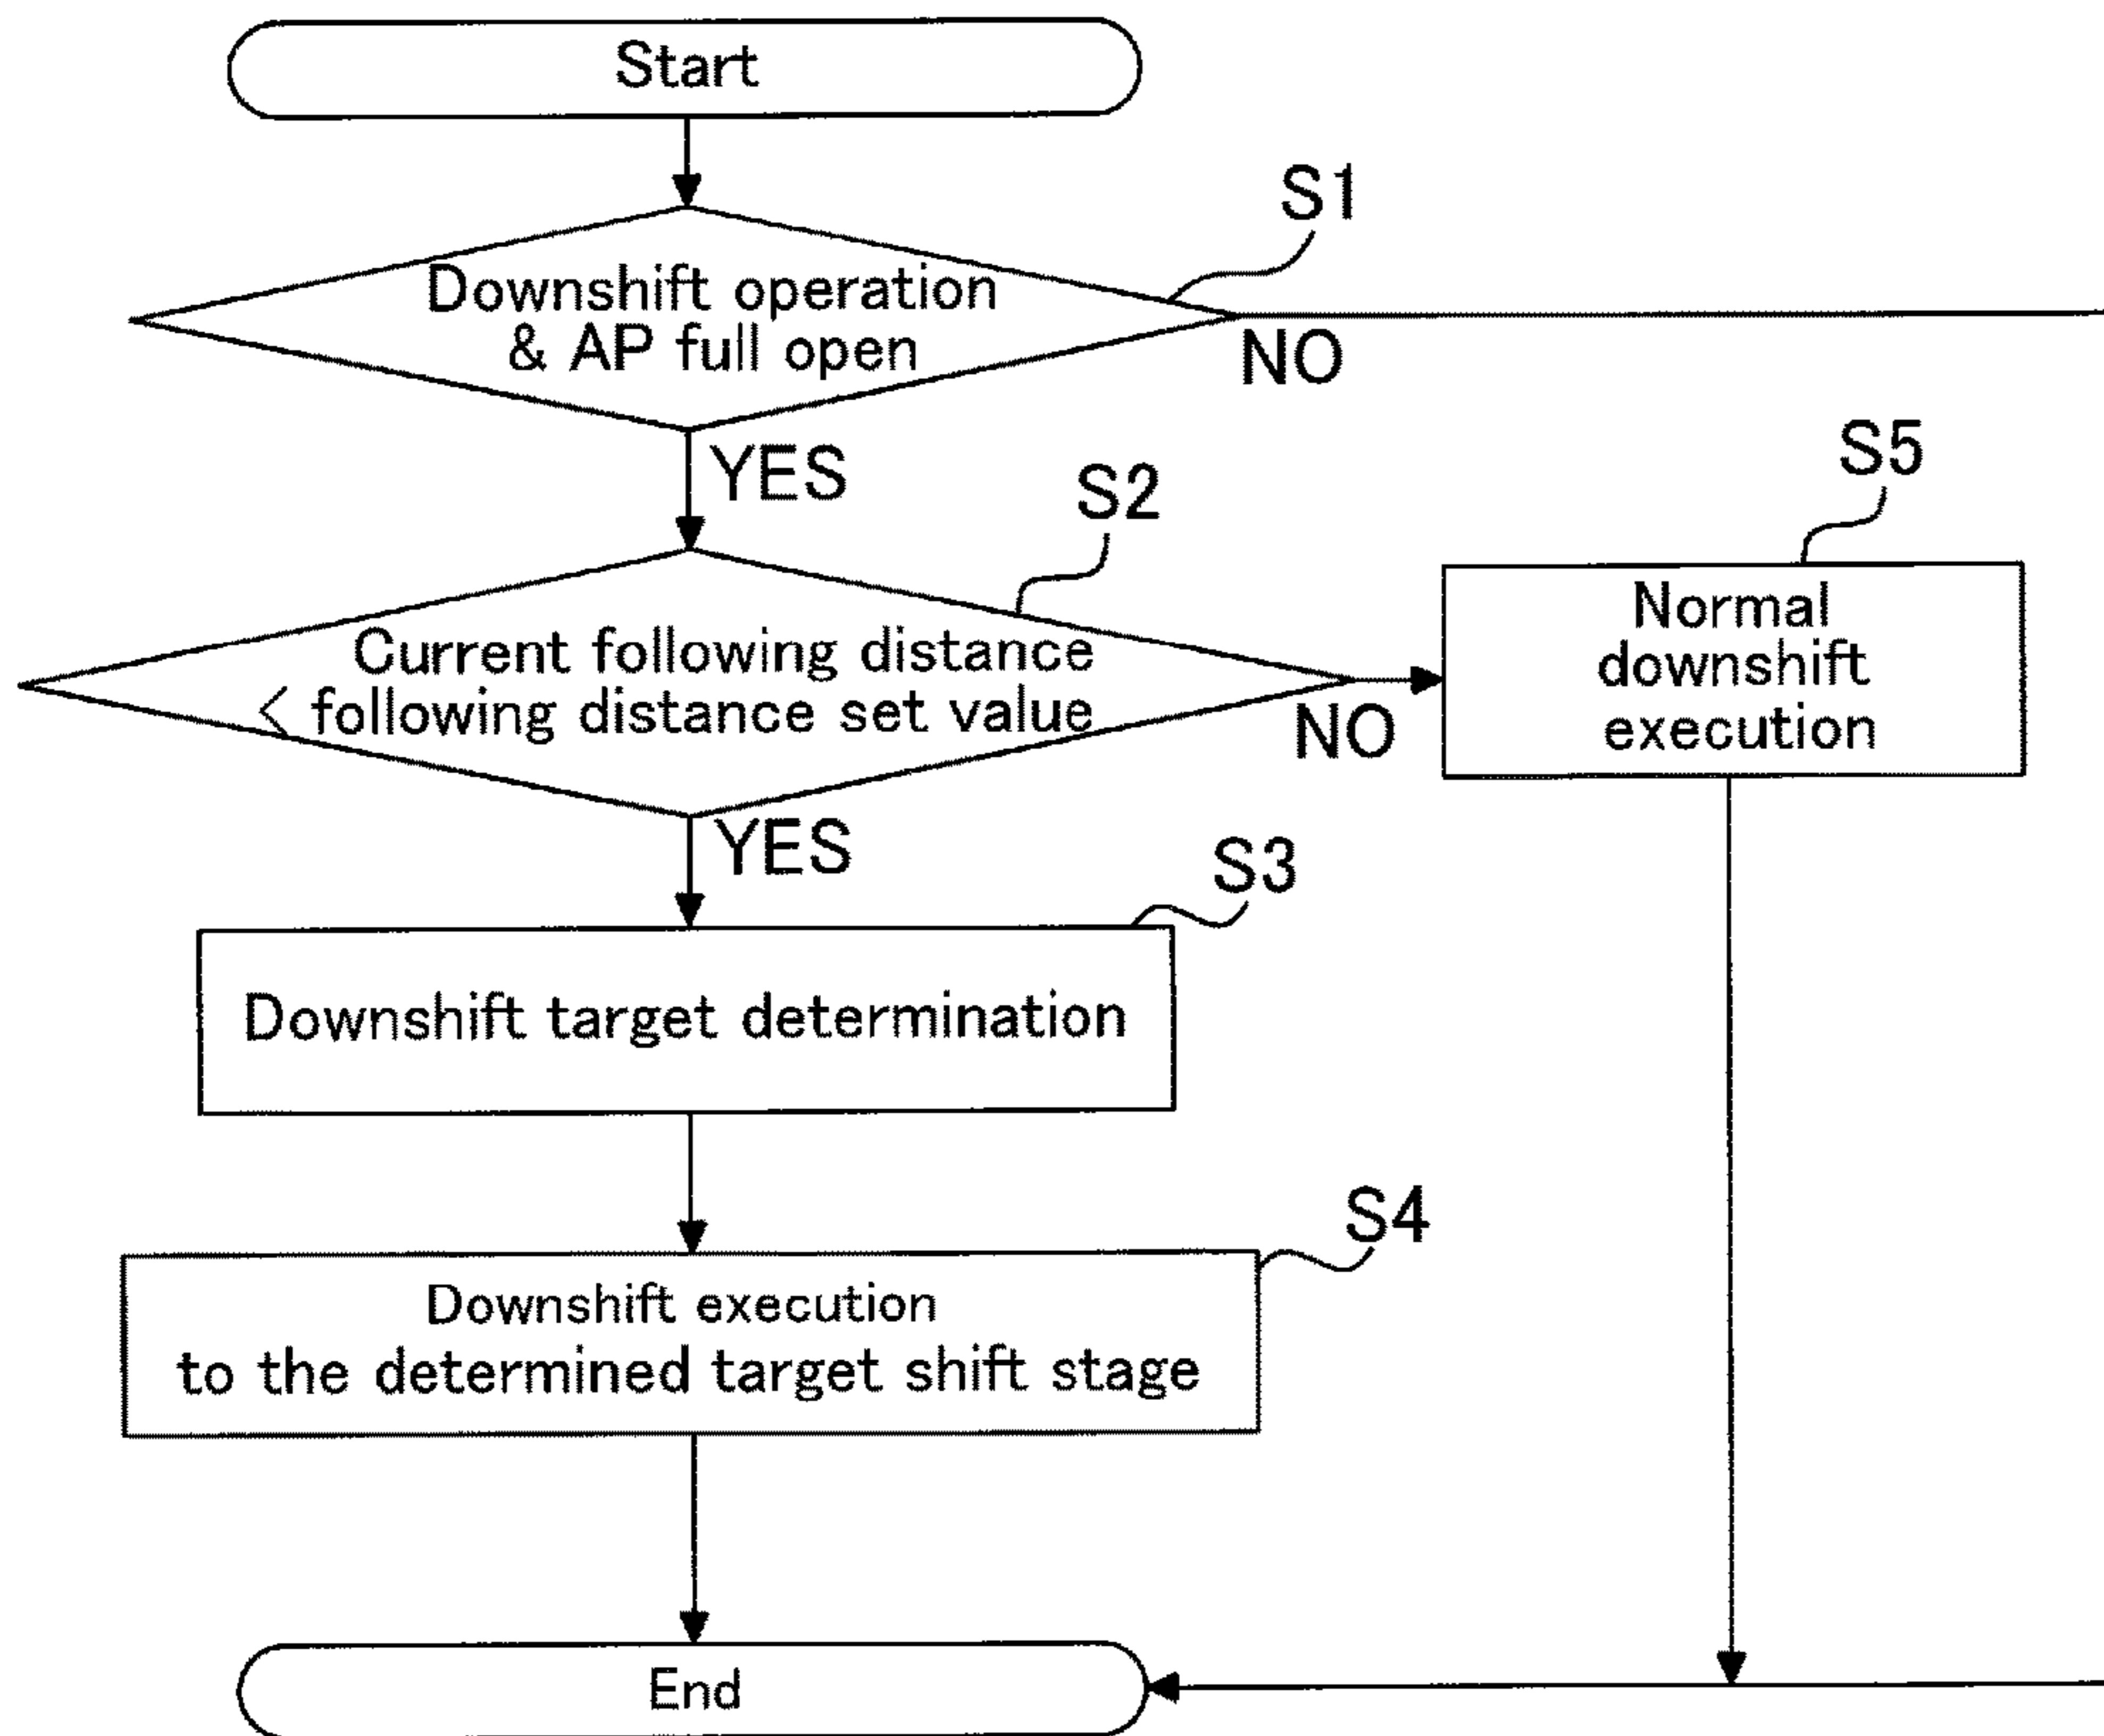 Start
S1
Downshift operation
& AP full open
NO
YES
S2
S5
Current following distance
< following distance set value
NO
Normal
downshift
execution
YES
S3
Downshift target determination
S4
Downshift execution
to the determined target shift stage
End